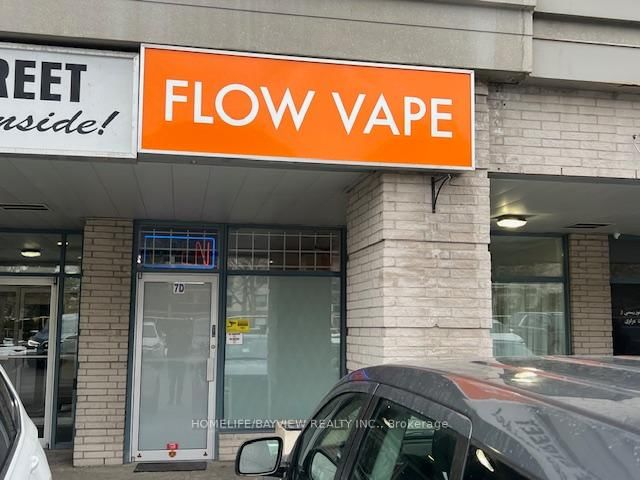 REET
nside!
FLOW VAPE
7D
HOMELIFE/BAYVIEW REALTY INC., Brokerage